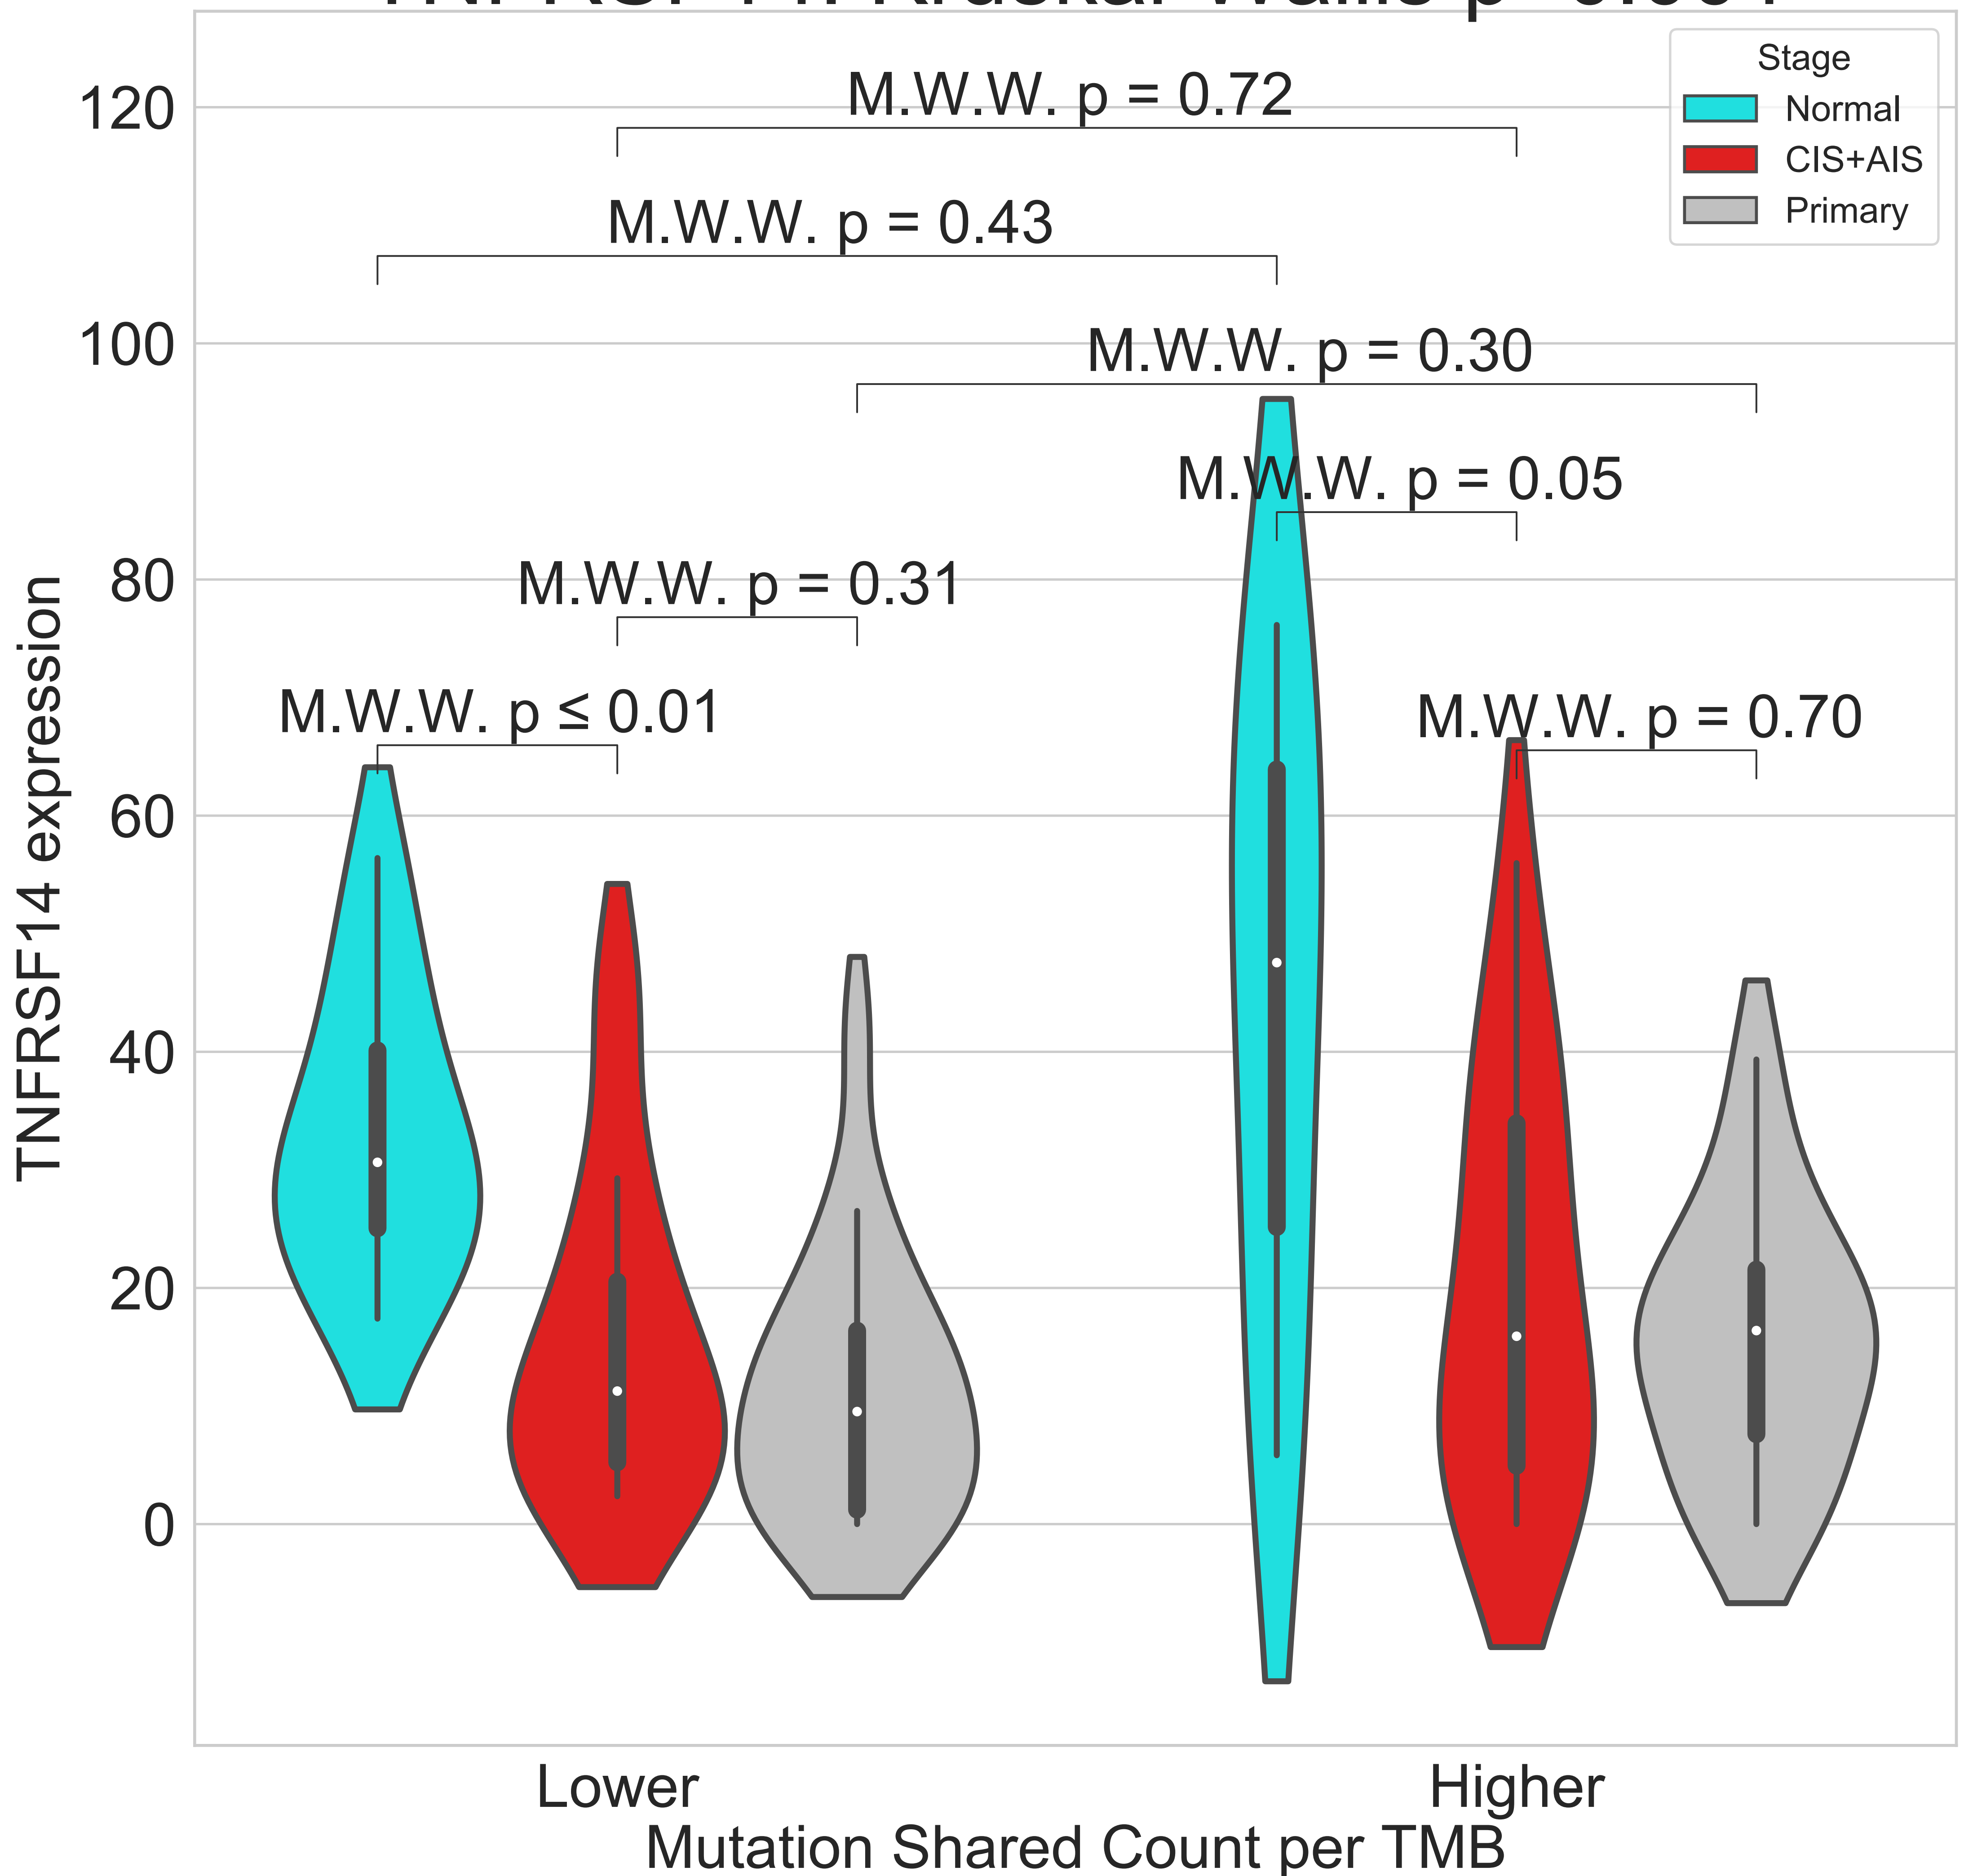 Stage
Normal
CIS+AIS
Primary
120
100
80
60
40
20
0
TNFRSF14 expression
M.W.W. p = 0.72
M.W.W. p = 0.43
M.W.W. p = 0.30
M.W.W. p = 0.05
M.W.W. p = 0.31
M.W.W. p ≤ 0.01
M.W.W. p = 0.70
Lower
Higher
Mutation Shared Count per TMB